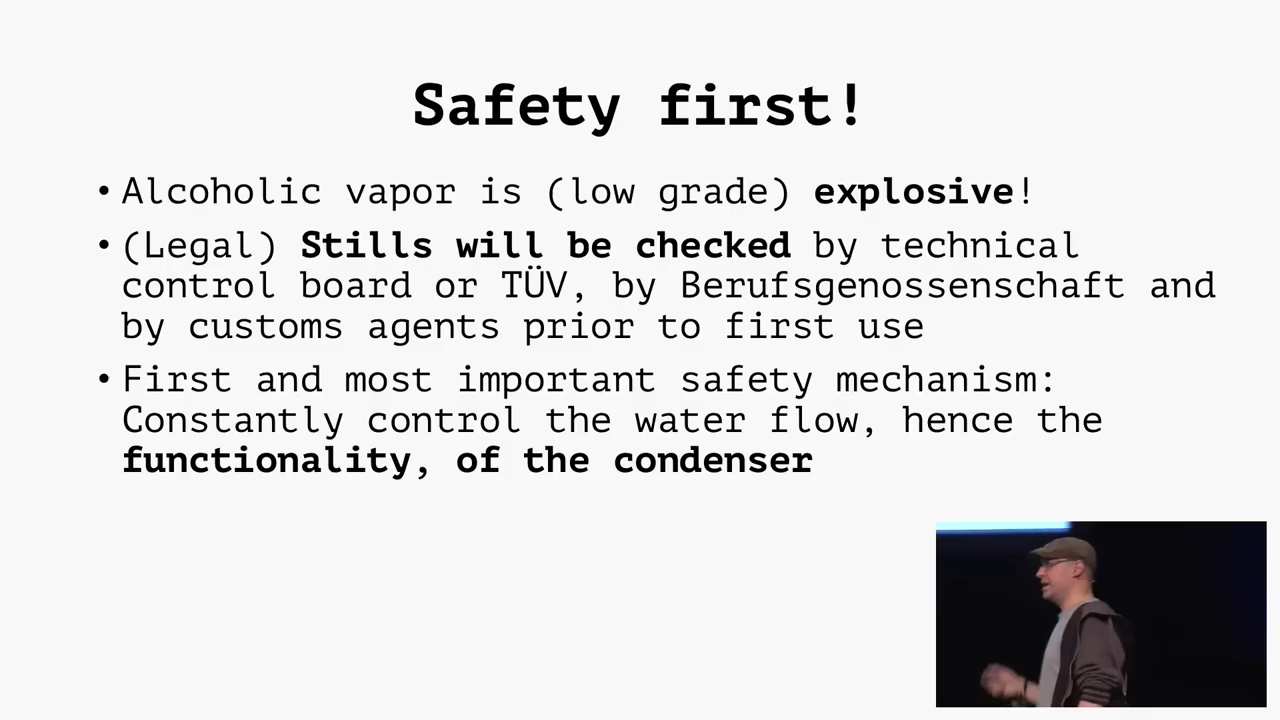 Safety first!
• Alcoholic vapor is (low grade) explosive!
• (Legal) Stills will be checked by technical
control board or TÜV, by Berufsgenossenschaft and
by customs agents prior to first use
• First and most important safety mechanism:
Constantly control the water flow, hence the
functionality, of the condenser